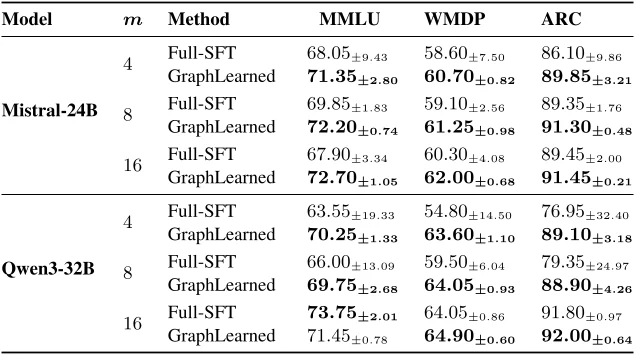 Model m Method MMLU WMDP ARC
Mistral-24B
4
Full-SFT 68.05±9.43 58.60±7.50 86.10±9.86
GraphLearned 71.35±2.80 60.70±0.82 89.85±3.21
8
Full-SFT 69.85±1.83 59.10±2.56 89.35±1.76
GraphLearned 72.20±0.74 61.25±0.98 91.30±0.48
16
Full-SFT 67.90±3.34 60.30±4.08 89.45±2.00
GraphLearned 72.70±1.05 62.00±0.68 91.45±0.21
Qwen3-32B
4
Full-SFT 63.55±19.33 54.80±14.50 76.95±32.40
GraphLearned 70.25±1.33 63.60±1.10 89.10±3.18
8
Full-SFT 66.00±13.09 59.50±6.04 79.35±24.97
GraphLearned 69.75±2.68 64.05±0.93 88.90±4.26
16
Full-SFT 73.75±2.01 64.05±0.86 91.80±0.97
GraphLearned 71.45±0.78 64.90±0.60 92.00±0.64